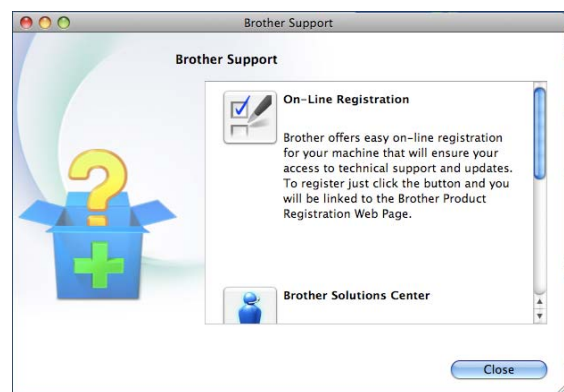 Brother Support
Brother Support
On-Line Registration
Brother offers easy on-line registration
for your machine that will ensure your
access to technical support and updates.
To register just click the button and you
will be linked to the Brother Product
Registration Web Page.
Brother Solutions Center
Close